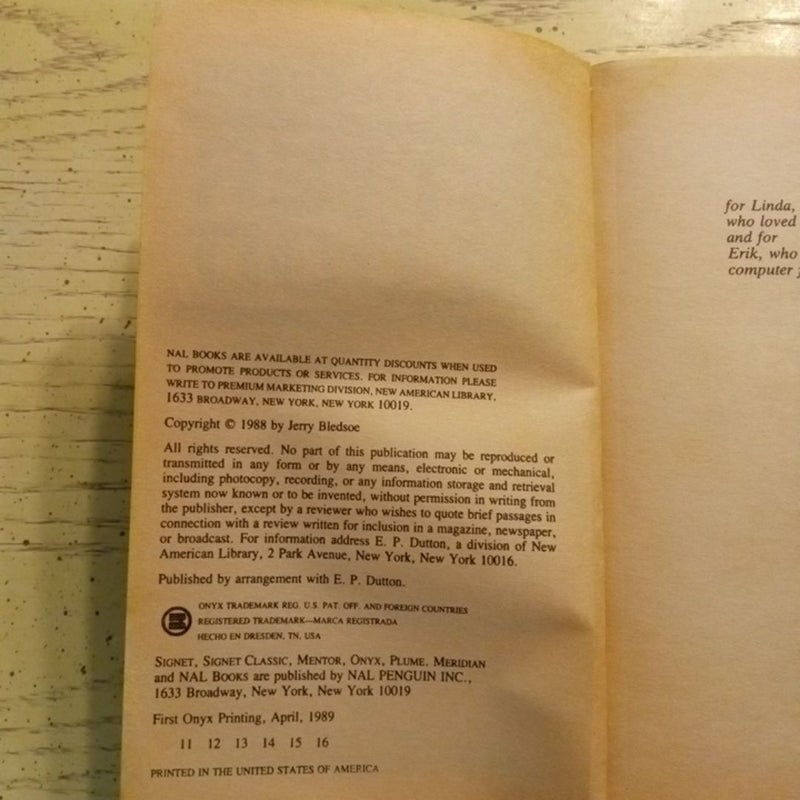 NAL BOOKS ARE AVAILABLE AT QUANTITY DISCOUNTS WHEN USED
TO PROMOTE PRODUCTS OR SERVICES. FOR INFORMATION PLEASE
WRITE TO PREMIUM MARKETING DIVISION, NEW AMERICAN LIBRARY,
1633 BROADWAY, NEW YORK, NEW YORK 10019.
Copyright © 1988 by Jerry Bledsoe
All rights reserved. No part of this publication may be reproduced or
transmitted in any form or by any means, electronic or mechanical,
including photocopy, recording, or any information storage and retrieval
system now known or to be invented, without permission in writing from
the publisher, except by a reviewer who wishes to quote brief passages in
connection with a review written for inclusion in a magazine, newspaper,
or broadcast. For information address E. P. Dutton, a division of New
American Library, 2 Park Avenue, New York, New York 10016.
Published by arrangement with E. P. Dutton.
ONYX TRADEMARK REG. U.S. PAT. OFF. AND FOREIGN COUNTRIES
REGISTERED TRADEMARK—MARCA REGISTRADA
HECHO EN DRESDEN, TN. USA
SIGNET, SIGNET CLASSIC, MENTOR, ONYX, PLUME, MERIDIAN
and NAL BOOKS are published by NAL PENGUIN INC.,
1633 Broadway, New York, New York 10019
First Onyx Printing, April, 1989
11 12 13 14 15 16
PRINTED IN THE UNITED STATES OF AMERICA
for Linda,
who loved
and for
Erik, who
computer